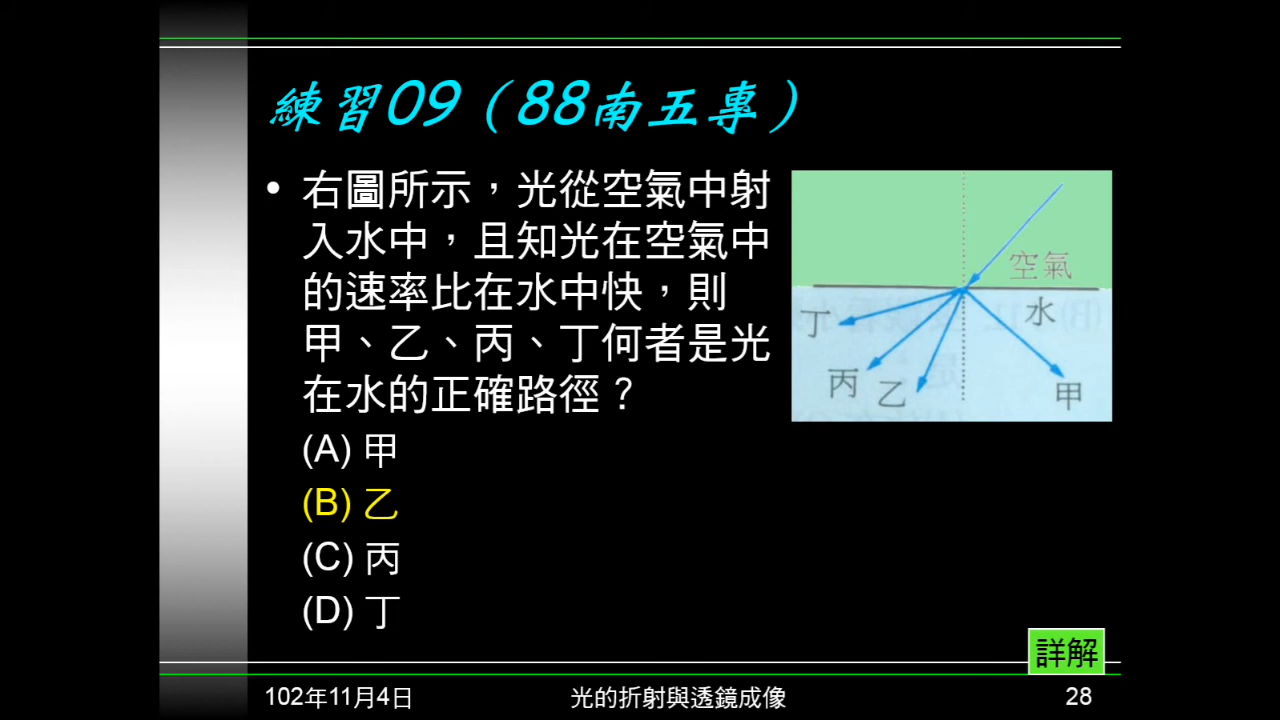 練習09（88南五專）
• 右圖所示，光從空氣中射
入水中，且知光在空氣中
的速率比在水中快，則
甲、乙、丙、丁何者是光
在水的正確路徑？
(A) 甲
(B) 乙
(C) 丙
(D) 丁
空氣
水
丁
丙
乙
甲
詳解
102年11月4日
光的折射與透鏡成像
28